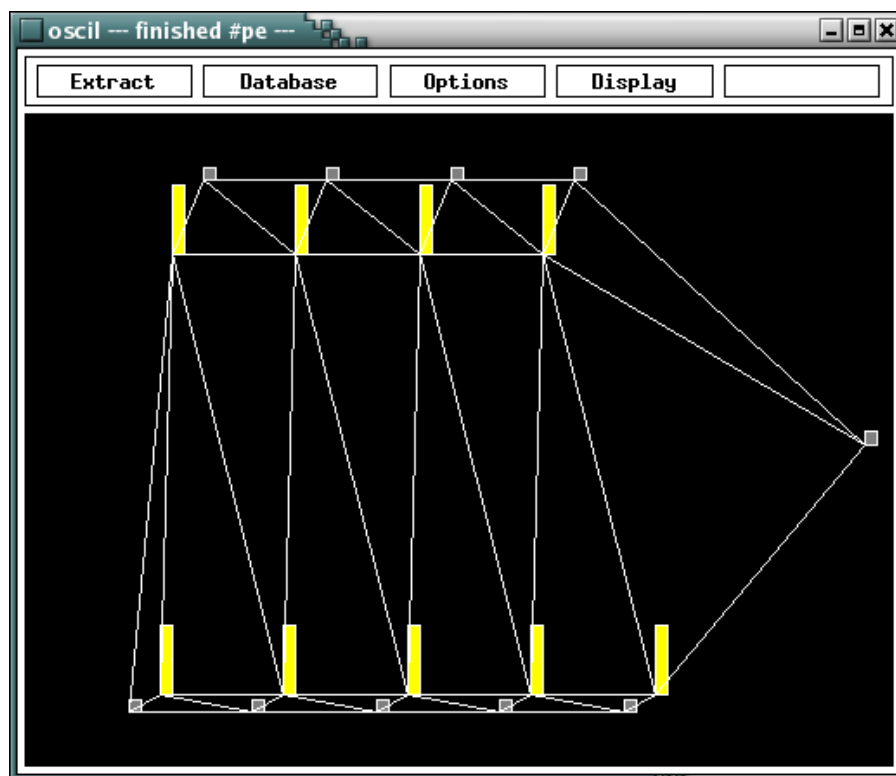 oscil --- finished #pe ---
Extract Database Options Display